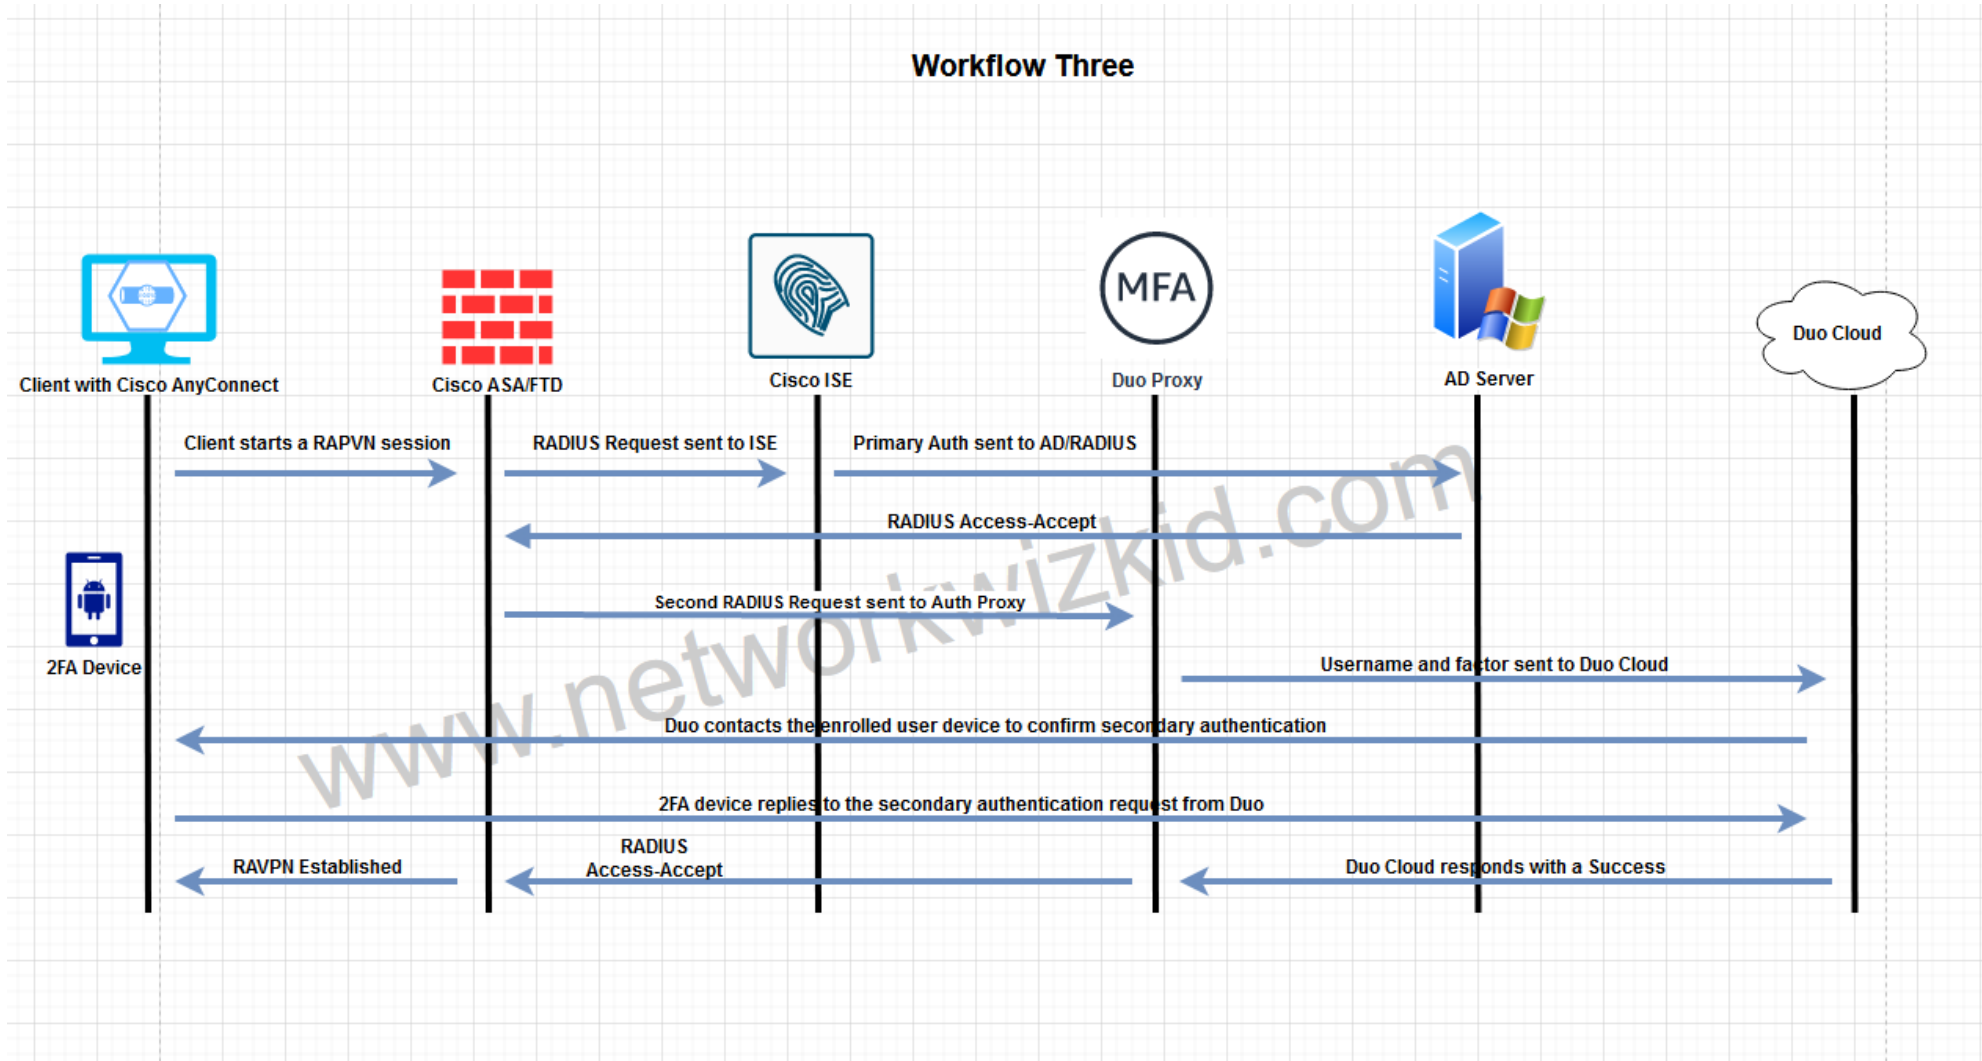 Workflow Three
MFA
Duo Cloud
Client with Cisco AnyConnect
Cisco ASA/FTD
Cisco ISE
Duo Proxy
AD Server
Client starts a RAPVN session
RADIUS Request sent to ISE
Primary Auth sent to AD/RADIUS
RADIUS Access-Accept
Second RADIUS Request sent to Auth Proxy
2FA Device
Username and factor sent to Duo Cloud
Duo contacts the enrolled user device to confirm secondary authentication
2FA device replies to the secondary authentication request from Duo
RAVPN Established
RADIUS
Access-Accept
Duo Cloud responds with a Success
www.networkwizkid.com